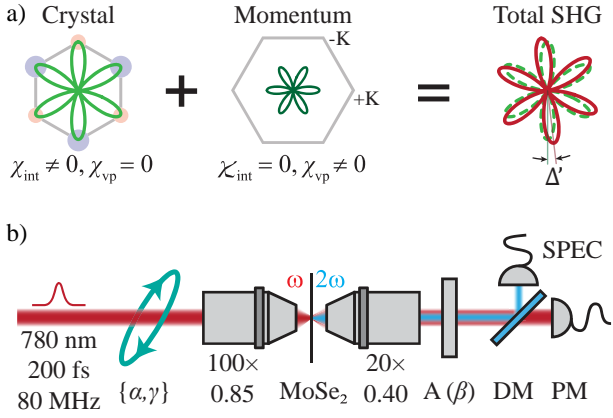 a)
Crystal
Momentum
Total SHG
-K
+K
+
=
χint ≠ 0, χvp = 0
χint = 0, χvp ≠ 0
Δ'
b)
SPEC
ω 2ω
780 nm
200 fs
80 MHz
{α,γ}
100×
0.85
MoSe₂
20×
0.40
A (β)
DM
PM